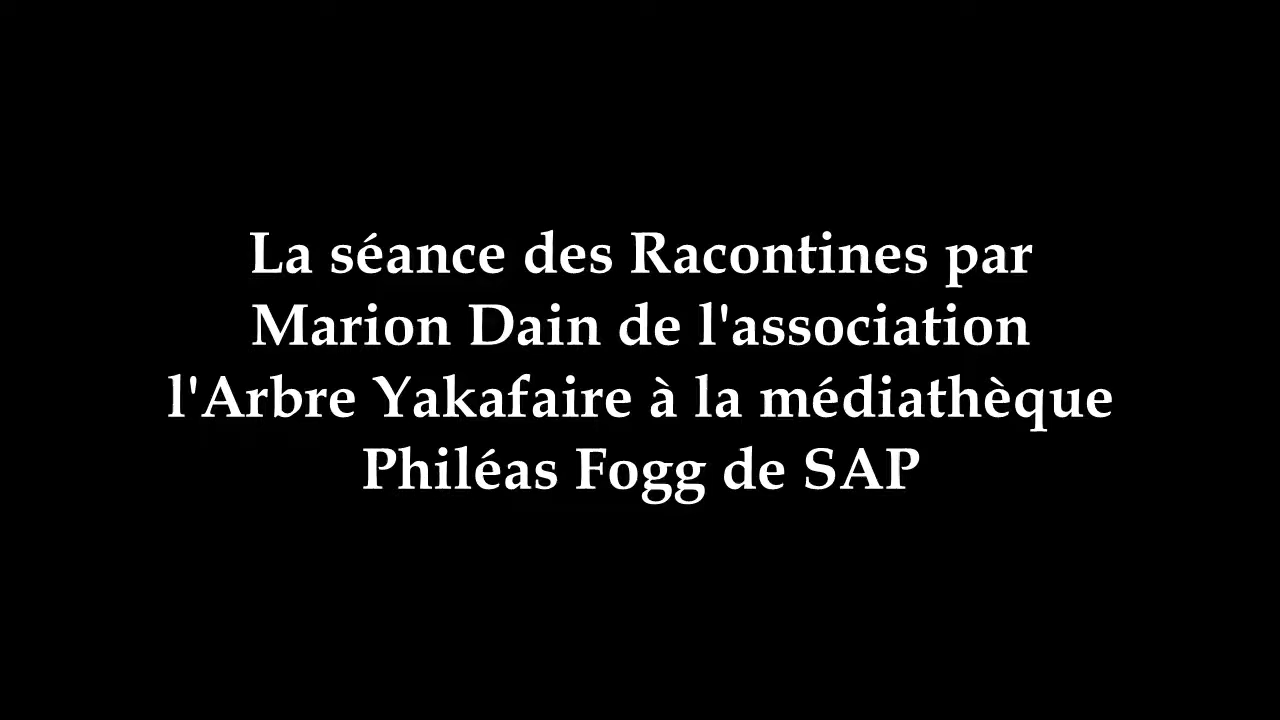 La séance des Racontines par
Marion Dain de l'association
l'Arbre Yakafaire à la médiathèque
Philéas Fogg de SAP